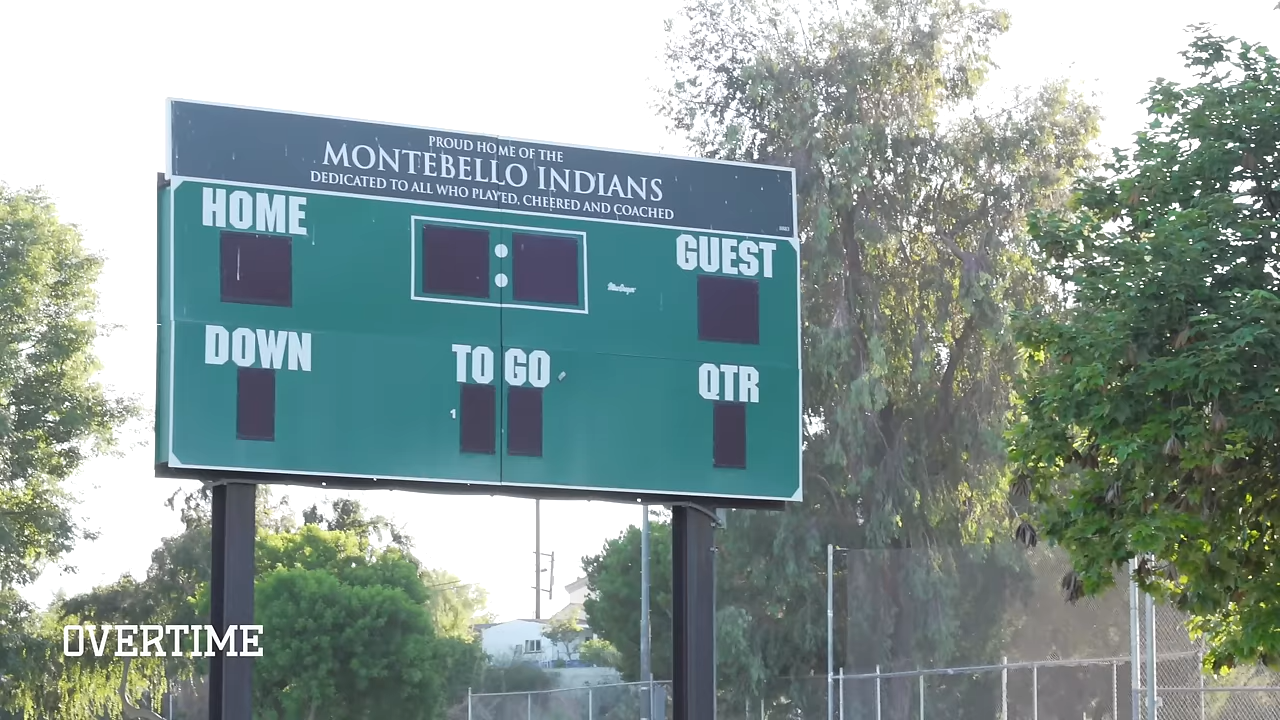 PROUD HOME OF THE
MONTEBELLO INDIANS
DEDICATED TO ALL WHO PLAYED, CHEERED AND COACHED
HOME
GUEST
DOWN
TO GO
QTR
1
OVERTIME